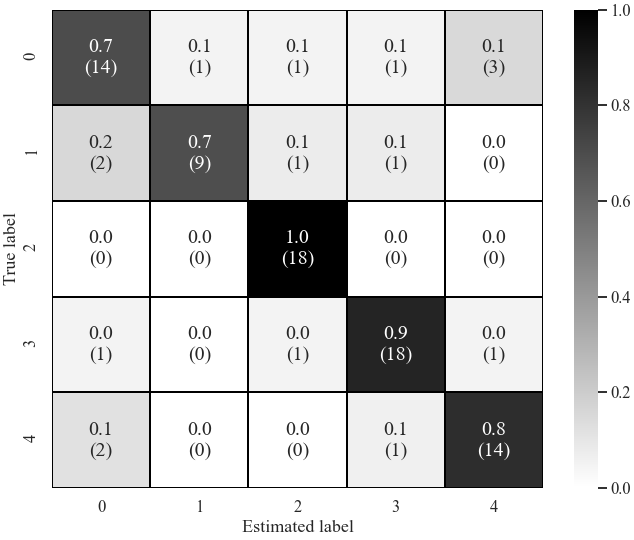 0.7 0.1 0.1 0.1 0.1
(14) (1) (1) (1) (3)
0
0.2 0.7 0.1 0.1 0.0
(2) (9) (1) (1) (0)
1
0.0 0.0 1.0 0.0 0.0
(0) (0) (18) (0) (0)
2
0.0 0.0 0.0 0.9 0.0
(1) (0) (1) (18) (1)
3
0.1 0.0 0.0 0.1 0.8
(2) (0) (0) (1) (14)
4
True label
0 1 2 3 4
Estimated label
1.0
0.8
0.6
0.4
0.2
0.0